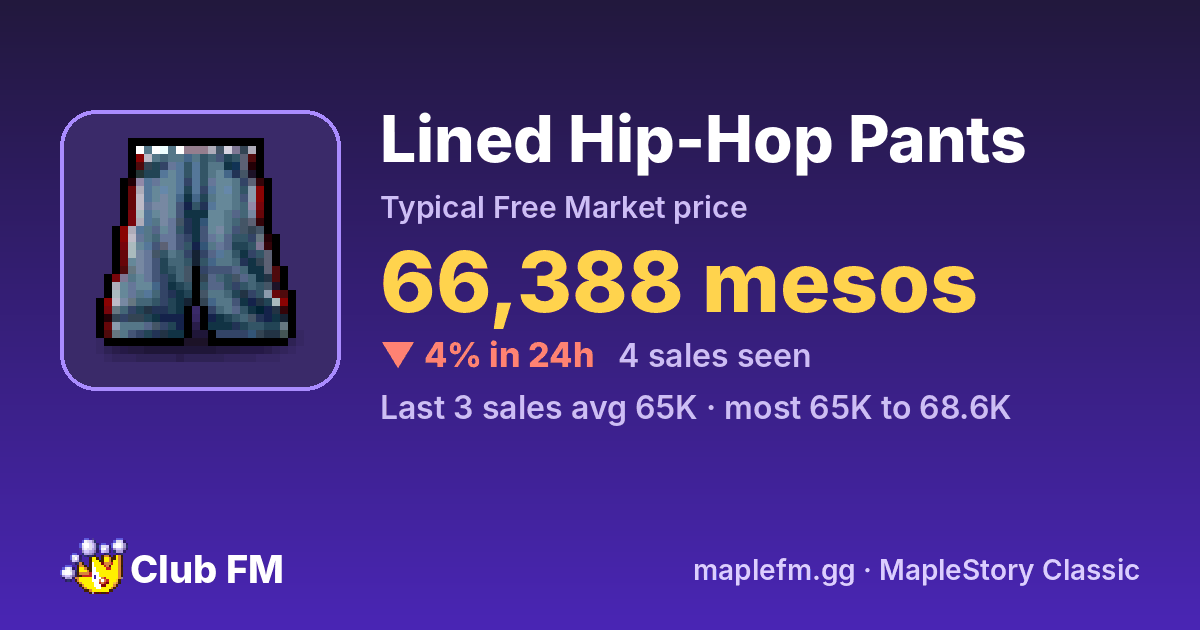 Lined Hip-Hop Pants
Typical Free Market price
66,388 mesos
▼ 4% in 24h 4 sales seen
Last 3 sales avg 65K · most 65K to 68.6K
Club FM
maplefm.gg · MapleStory Classic